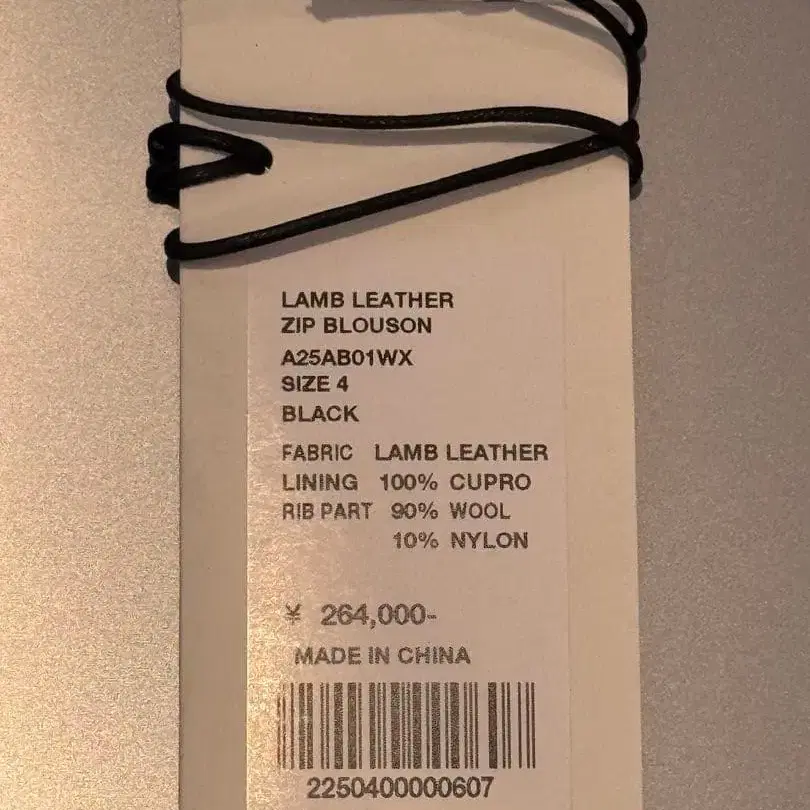 LAMB LEATHER
ZIP BLOUSON
A25AB01WX
SIZE 4
BLACK
FABRIC LAMB LEATHER
LINING 100% CUPRO
RIB PART 90% WOOL
10% NYLON
¥ 264,000-
MADE IN CHINA
2250400000607